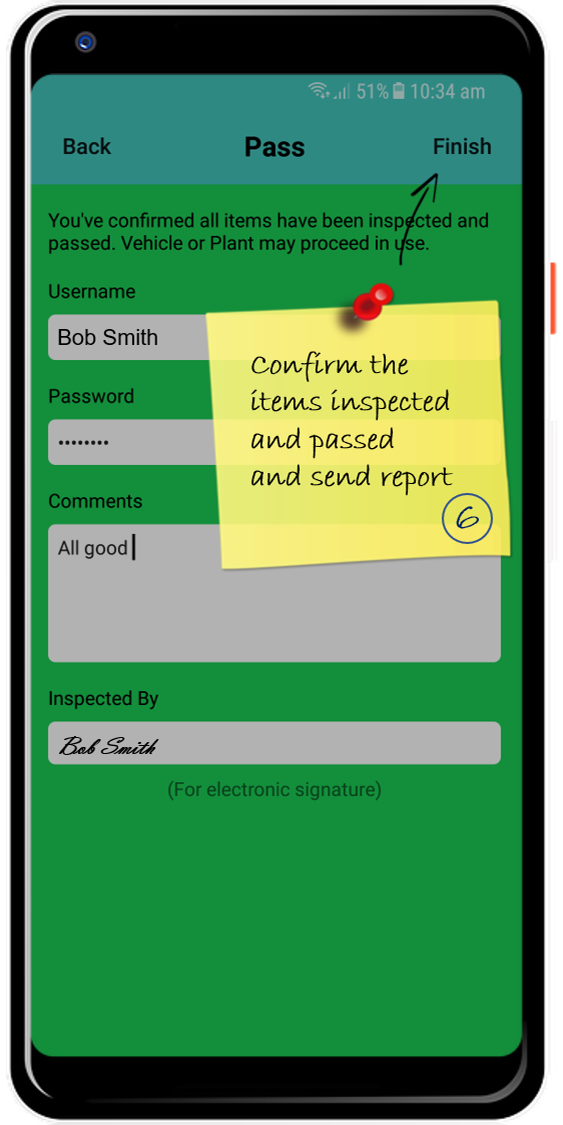 51% 10:34 am
Back Pass Finish
You've confirmed all items have been inspected and
passed. Vehicle or Plant may proceed in use.
Username
Bob Smith
Confirm the
items inspected
and passed
and send report
6
Password
••••••••
Comments
All good
Inspected By
Bob Smith
(For electronic signature)